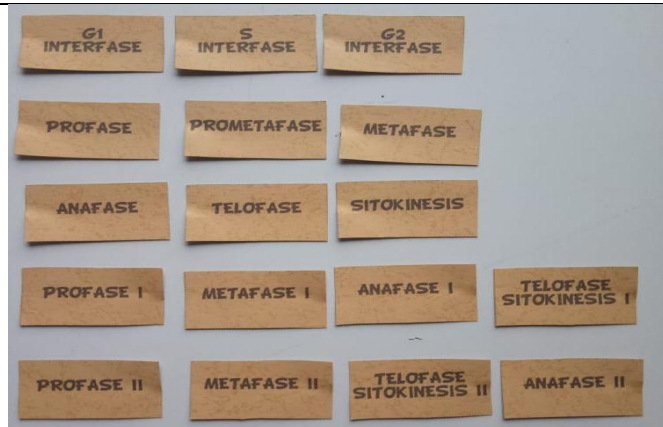 G1
INTERFASE
S
INTERFASE
G2
INTERFASE
PROFASE
PROMETAFASE
METAFASE
ANAFASE
TELOFASE
SITOKINESIS
PROFASE I
METAFASE I
ANAFASE I
TELOFASE
SITOKINESIS I
PROFASE II
METAFASE II
TELOFASE
SITOKINESIS II
ANAFASE II